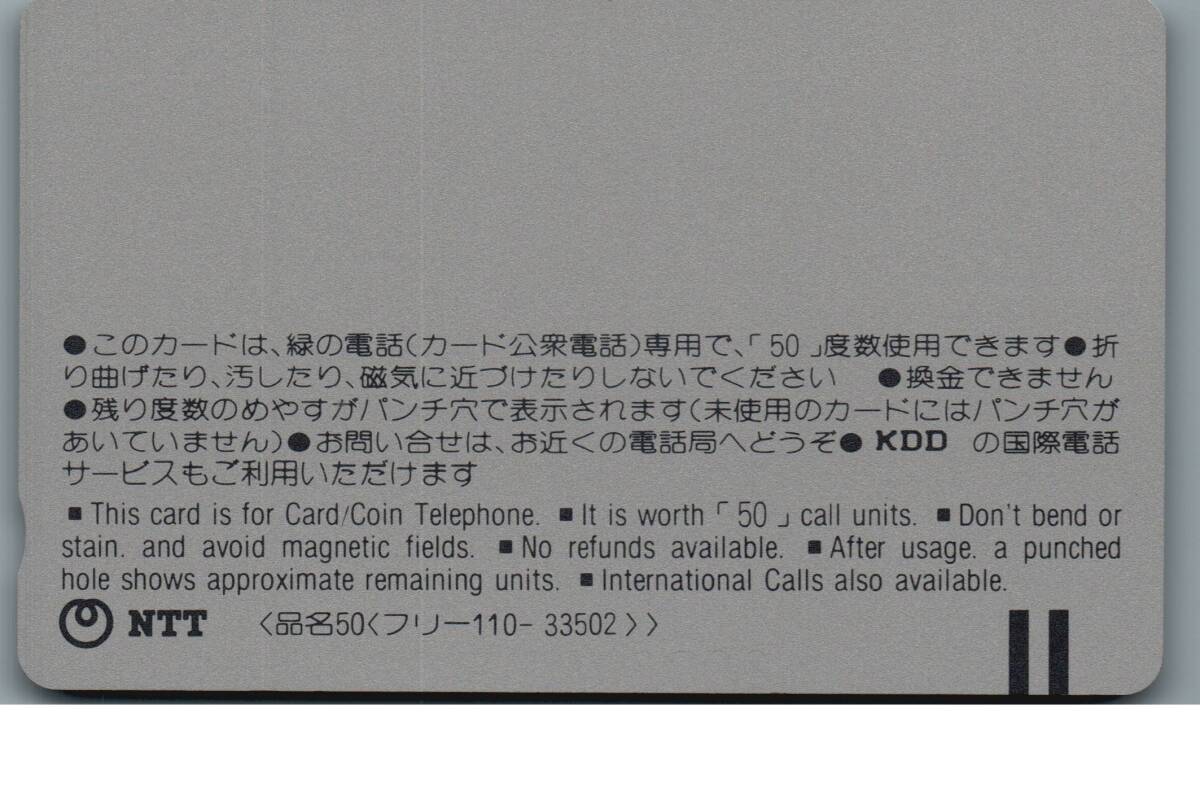 ●このカードは、緑の電話(カード公衆電話)専用で、「50」度数使用できます●折
り曲げたり、汚したり、磁気に近づけたりしないでください　●換金できません
●残り度数のめやすがパンチ穴で表示されます(未使用のカードにはパンチ穴が
あいていません)●お問い合せは、お近くの電話局へどうぞ● KDD の国際電話
サービスもご利用いただけます
■This card is for Card/Coin Telephone. ■It is worth「50」call units. ■Don't bend or
stain. and avoid magnetic fields. ■No refunds available. ■After usage. a punched
hole shows approximate remaining units. ■International Calls also available.
NTT 〈品名50〈フリー110-33502〉〉